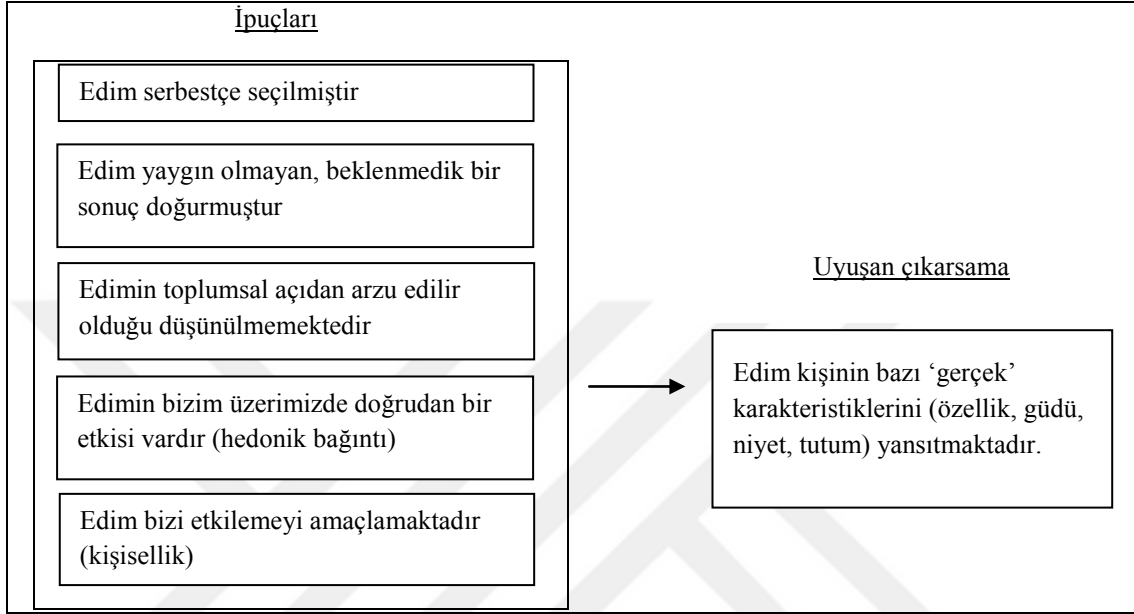 İpuçları
Edim serbestçe seçilmiştir
Edim yaygın olmayan, beklenmedik bir
sonuç doğurmuştur
Edimin toplumsal açıdan arzu edilir
olduğu düşünülmemektedir
Edimin bizim üzerimizde doğrudan bir
etkisi vardır (hedonik bağıntı)
Edim bizi etkilemeyi amaçlamaktadır
(kişisellik)
Uyuşan çıkarsama
Edim kişinin bazı ‘gerçek’
karakteristiklerini (özellik, güdü,
niyet, tutum) yansıtmaktadır.